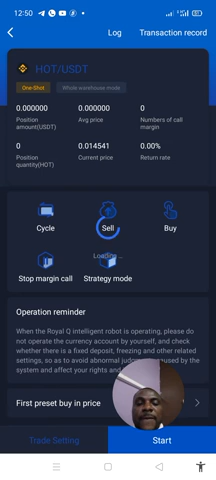 12:50
Log Transaction record
HOT/USDT
One-Shot Whole warehouse mode
0.000000 0.000000 0
Position Avg price Numbers of call
amount(USDT) margin
0 0.014541 0.00%
Position Current price Return rate
quantity(HOT)
Cycle Sell Buy
Loading...
Stop margin call Strategy mode
Operation reminder
When the Royal Q intelligent robot is operating, please do
not operate the currency account by yourself, and check
whether there is a fixed deposit, freezing and other related
settings, so as to avoid abnormal judg used by the
system and affect your rights and
First preset buy in price
Trade Setting Start